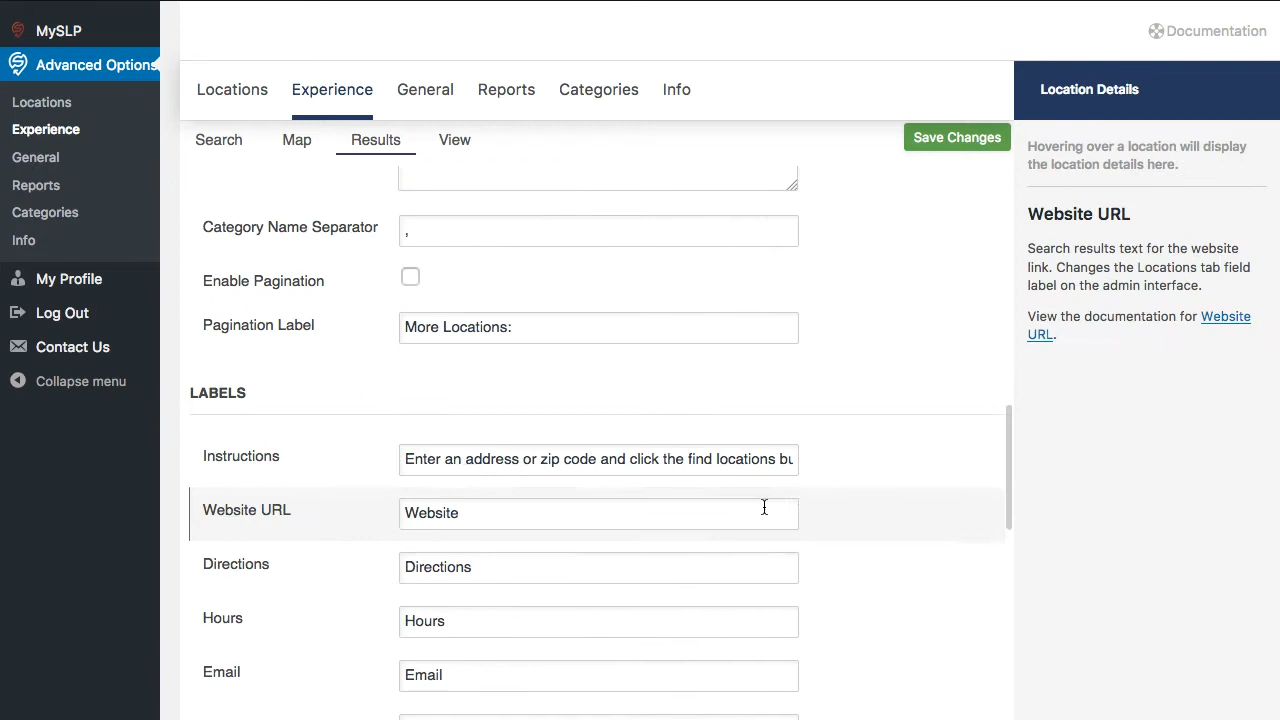 MySLP
Documentation
Advanced Options
Locations
Experience
General
Reports
Categories
Info
My Profile
Log Out
Contact Us
Collapse menu
Locations Experience General Reports Categories Info
Search Map Results View
Save Changes
Category Name Separator ,
Enable Pagination
Pagination Label More Locations:
LABELS
Instructions Enter an address or zip code and click the find locations bu
Website URL Website
Directions Directions
Hours Hours
Email Email
Location Details
Hovering over a location will display
the location details here.
Website URL
Search results text for the website
link. Changes the Locations tab field
label on the admin interface.
View the documentation for Website
URL.